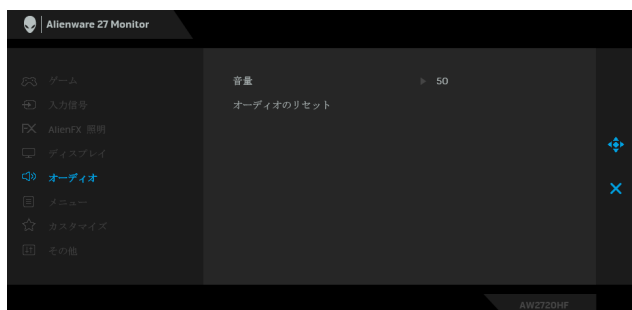 Alienware 27 Monitor
ゲーム
入力信号
AlienFX 照明
ディスプレイ
オーディオ
メニュー
カスタマイズ
その他
音量 50
オーディオのリセット
AW2720HF